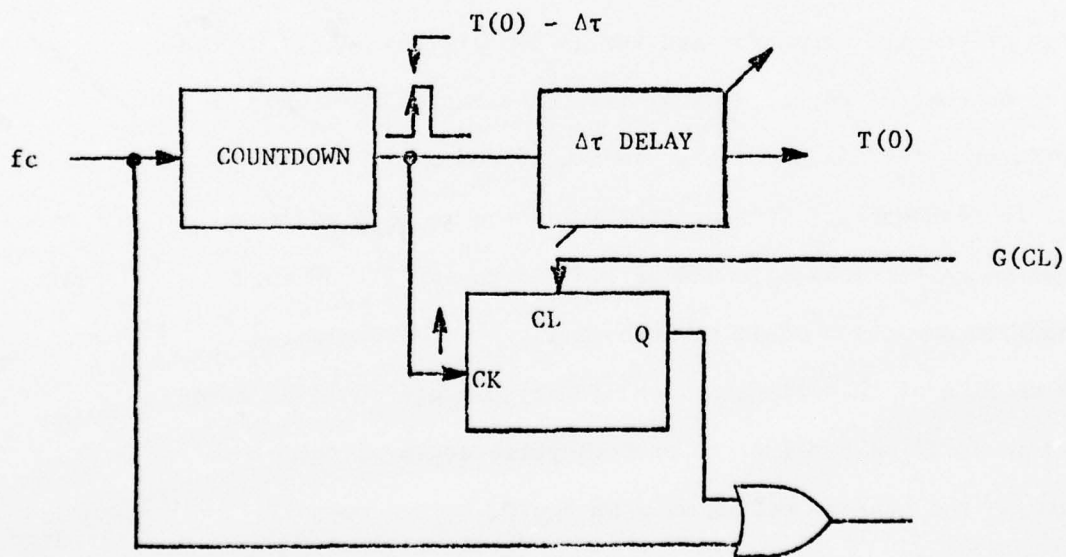 T(0) - Δτ
fc
COUNTDOWN
Δτ DELAY
T(0)
G(CL)
CL
Q
CK